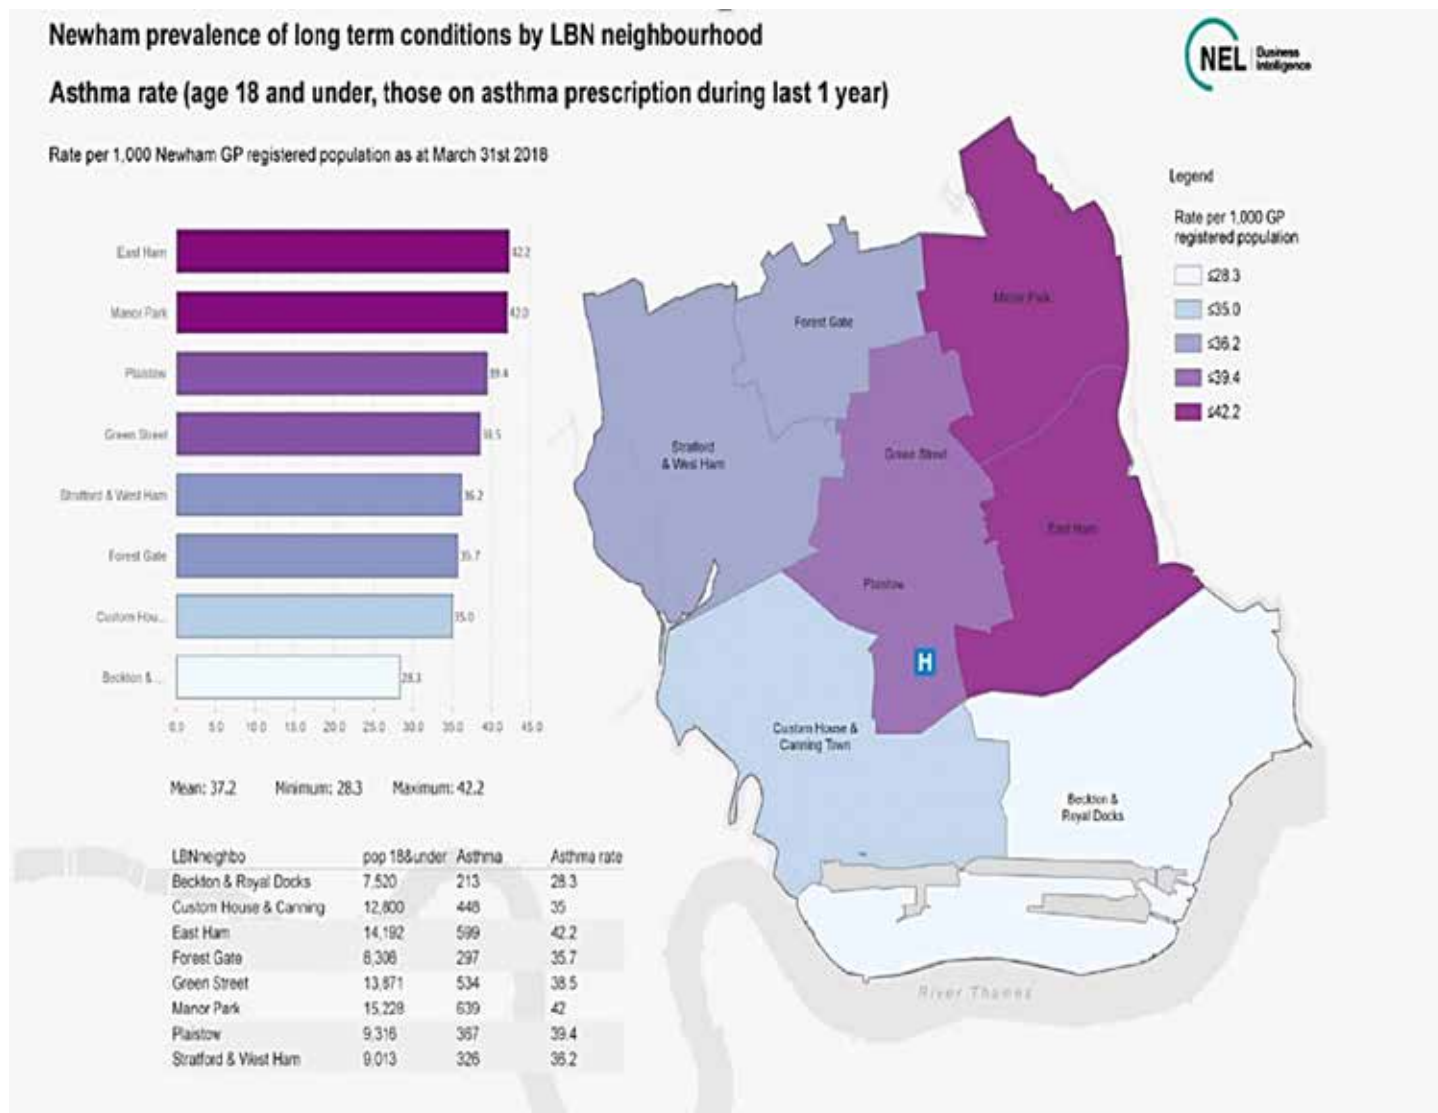 Newham prevalence of long term conditions by LBN neighbourhood
Asthma rate (age 18 and under, those on asthma prescription during last 1 year)
NEL Business Intelligence
Rate per 1,000 Newham GP registered population as at March 31st 2018
East Ham 42.2
Manor Park 42.0
Plaistow 39.4
Green Street 38.5
Stratford & West Ham 36.2
Forest Gate 35.7
Custom Hou... 35.0
Beckton &... 28.3
0.0 5.0 10.0 15.0 20.0 25.0 30.0 35.0 40.0 45.0
Mean: 37.2 Minimum: 28.3 Maximum: 42.2
LBNneighbo pop 18&under Asthma Asthma rate
Beckton & Royal Docks 7,520 213 28.3
Custom House & Canning 12,800 448 35
East Ham 14,192 599 42.2
Forest Gate 8,308 297 35.7
Green Street 13,871 534 38.5
Manor Park 15,228 639 42
Plaistow 9,316 367 39.4
Stratford & West Ham 9,013 326 36.2
Legend
Rate per 1,000 GP
registered population
≤28.3
≤35.0
≤36.2
≤39.4
≤42.2
Manor Park
Forest Gate
Stratford
& West Ham
Green Street
East Ham
Plaistow
H
Custom House &
Canning Town
Beckton &
Royal Docks
River Thames